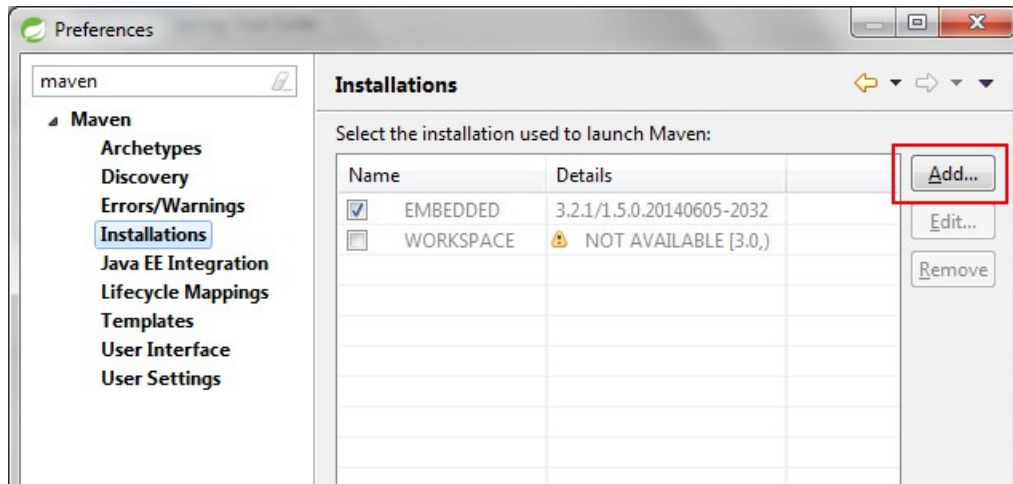 Preferences
maven
Maven
Archetypes
Discovery
Errors/Warnings
Installations
Java EE Integration
Lifecycle Mappings
Templates
User Interface
User Settings
Installations
Select the installation used to launch Maven:
Name Details
EMBEDDED 3.2.1/1.5.0.20140605-2032
WORKSPACE NOT AVAILABLE [3.0,)
Add...
Edit...
Remove